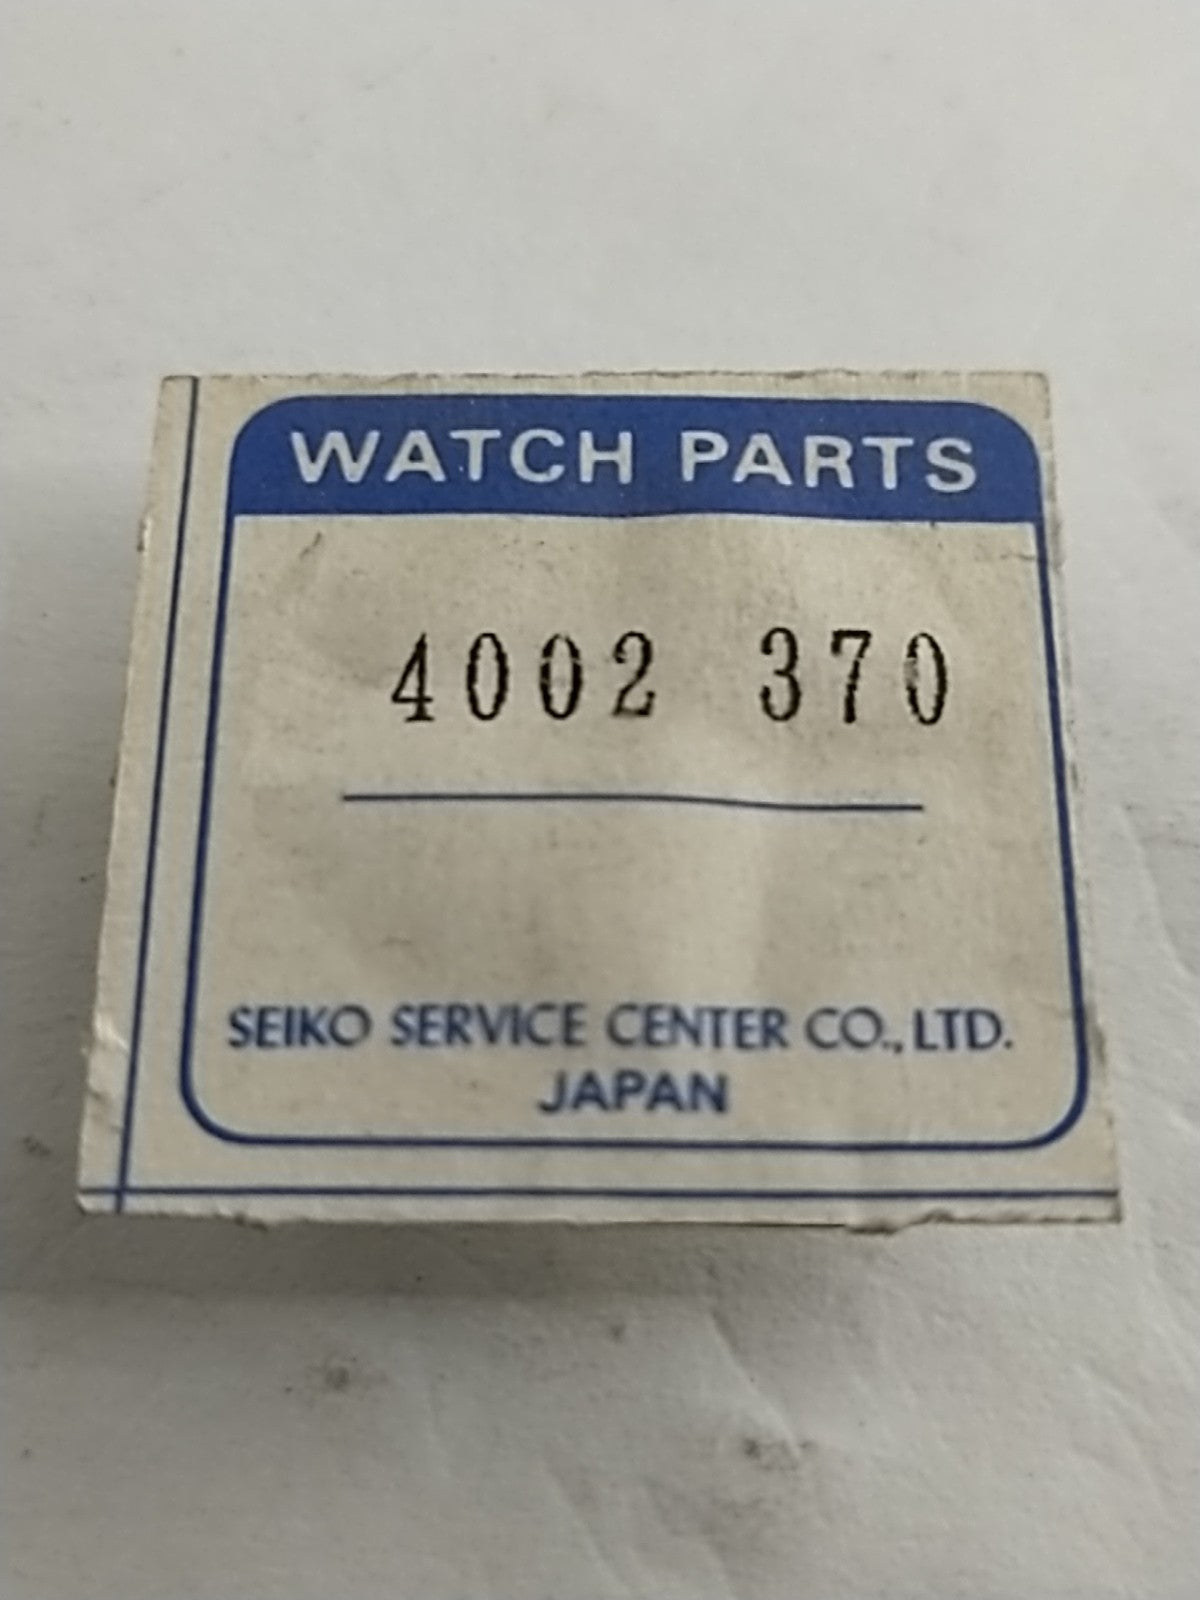 WATCH PARTS
4002 370
SEIKO SERVICE CENTER CO., LTD.
JAPAN